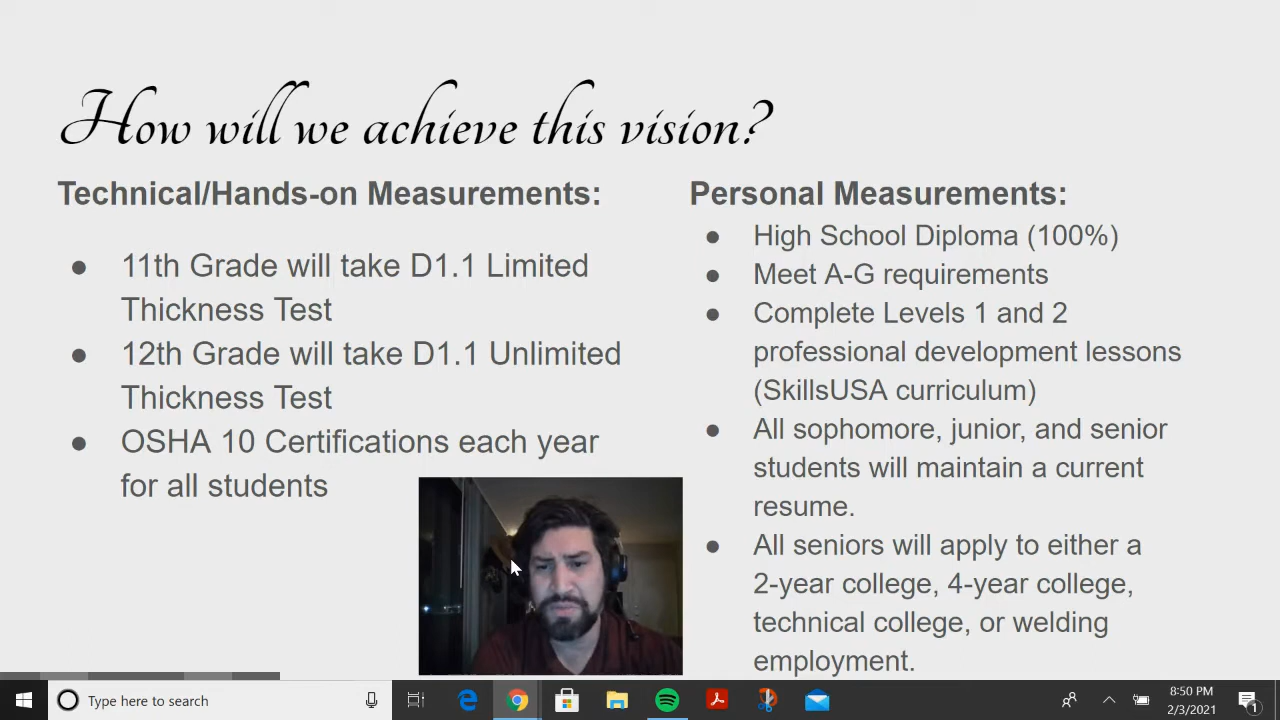 How will we achieve this vision?
Technical/Hands-on Measurements:
● 11th Grade will take D1.1 Limited
Thickness Test
● 12th Grade will take D1.1 Unlimited
Thickness Test
● OSHA 10 Certifications each year
for all students
Personal Measurements:
● High School Diploma (100%)
● Meet A-G requirements
● Complete Levels 1 and 2
professional development lessons
(SkillsUSA curriculum)
● All sophomore, junior, and senior
students will maintain a current
resume.
● All seniors will apply to either a
2-year college, 4-year college,
technical college, or welding
employment.
Type here to search
8:50 PM
2/3/2021
1